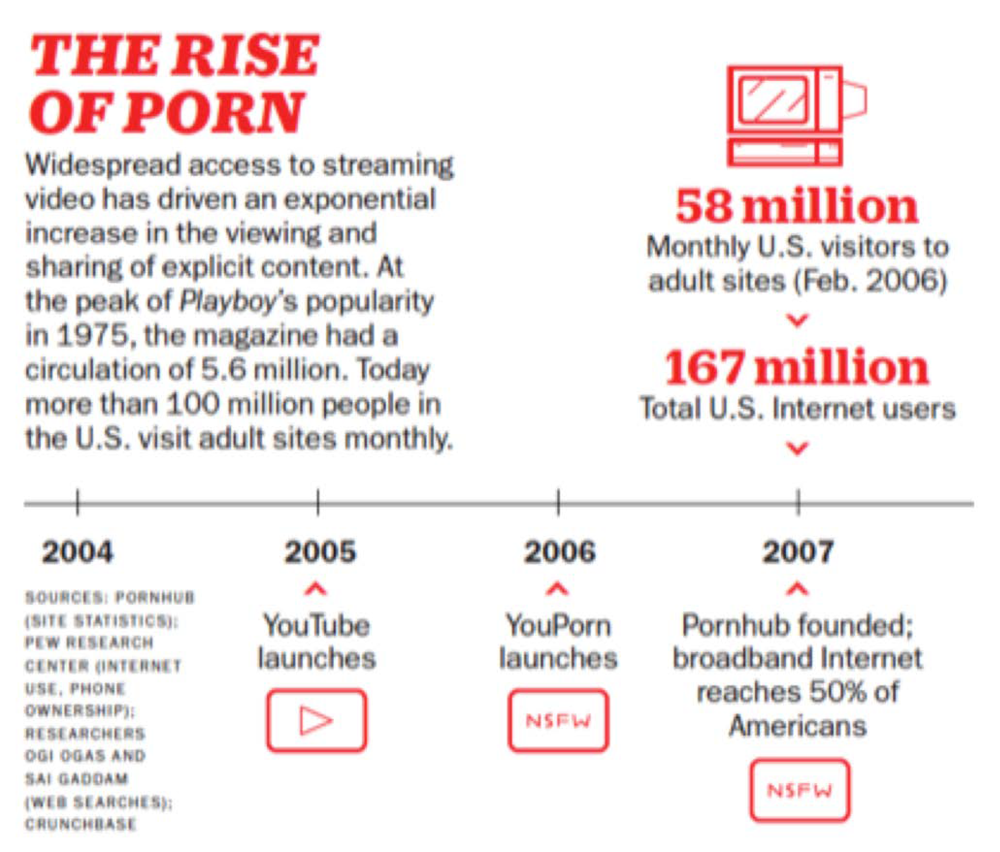 THE RISE
OF PORN
Widespread access to streaming
video has driven an exponential
increase in the viewing and
sharing of explicit content. At
the peak of Playboy's popularity
in 1975, the magazine had a
circulation of 5.6 million. Today
more than 100 million people in
the U.S. visit adult sites monthly.
58 million
Monthly U.S. visitors to
adult sites (Feb. 2006)
167 million
Total U.S. Internet users
2004
2005
2006
2007
SOURCES: PORNHUB
(SITE STATISTICS);
PEW RESEARCH
CENTER (INTERNET
USE, PHONE
OWNERSHIP);
RESEARCHERS
OGI OGAS AND
SAI GADDAM
(WEB SEARCHES);
CRUNCHBASE
YouTube
launches
YouPorn
launches
NSFW
Pornhub founded;
broadband Internet
reaches 50% of
Americans
NSFW